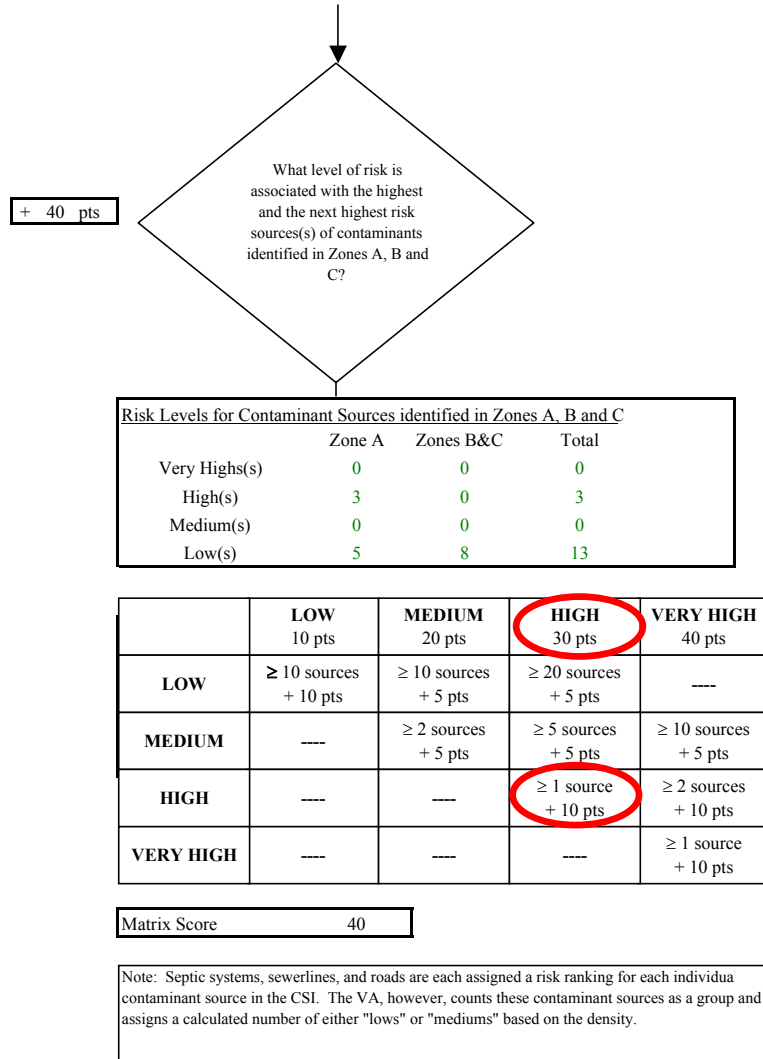 What level of risk is
associated with the highest
and the next highest risk
sources(s) of contaminants
identified in Zones A, B and
C?
+ 40 pts
Risk Levels for Contaminant Sources identified in Zones A, B and C
Zone A Zones B&C Total
Very Highs(s) 0 0 0
High(s) 3 0 3
Medium(s) 0 0 0
Low(s) 5 8 13
LOW MEDIUM HIGH VERY HIGH
10 pts 20 pts 30 pts 40 pts
LOW ≥ 10 sources ≥ 10 sources ≥ 20 sources ----
+ 10 pts + 5 pts + 5 pts
MEDIUM ---- ≥ 2 sources ≥ 5 sources ≥ 10 sources
+ 5 pts + 5 pts + 5 pts
HIGH ---- ---- ≥ 1 source ≥ 2 sources
+ 10 pts + 10 pts
VERY HIGH ---- ---- ---- ≥ 1 source
+ 10 pts
Matrix Score 40
Note: Septic systems, sewerlines, and roads are each assigned a risk ranking for each individua
contaminant source in the CSI. The VA, however, counts these contaminant sources as a group and
assigns a calculated number of either "lows" or "mediums" based on the density.